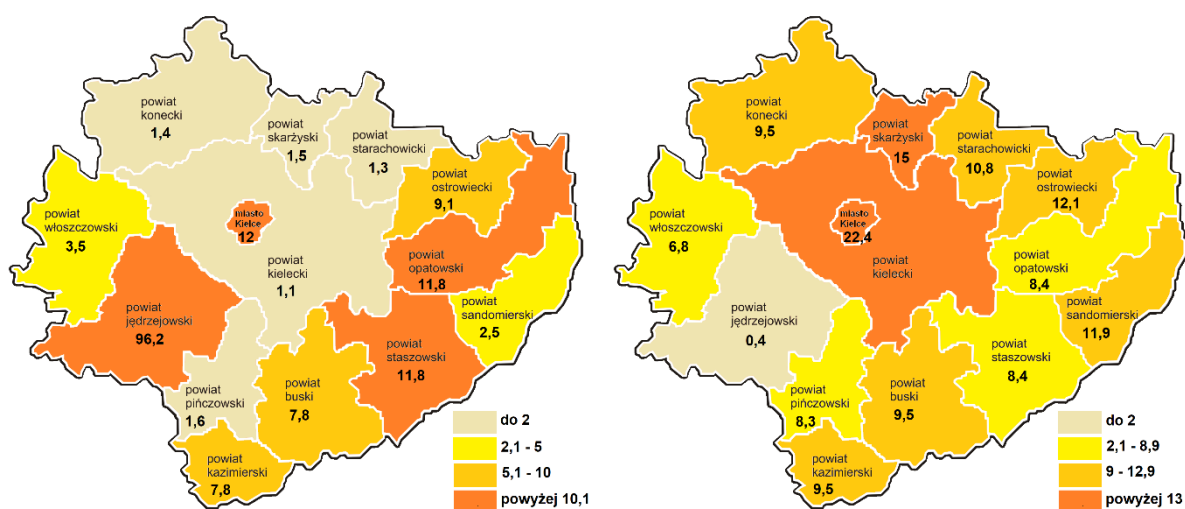 powiat
konecki
1,4
powiat
skarżyski
1,5
powiat
starachowicki
1,3
powiat
ostrowiecki
9,1
powiat
włoszczowski
3,5
miasto
Kielce
12
powiat
kielecki
1,1
powiat
opatowski
11,8
powiat
sandomierski
2,5
powiat
jędrzejowski
96,2
powiat
staszowski
11,8
powiat
pińczowski
1,6
powiat
buski
7,8
powiat
kazimierski
7,8
do 2
2,1 - 5
5,1 - 10
powyżej 10,1
powiat
konecki
9,5
powiat
skarżyski
15
powiat
starachowicki
10,8
powiat
ostrowiecki
12,1
powiat
włoszczowski
6,8
miasto
Kielce
22,4
powiat
kielecki
powiat
opatowski
8,4
powiat
sandomierski
11,9
powiat
jędrzejowski
0,4
powiat
staszowski
8,4
powiat
pińczowski
8,3
powiat
buski
9,5
powiat
kazimierski
9,5
do 2
2,1 - 8,9
9 - 12,9
powyżej 13